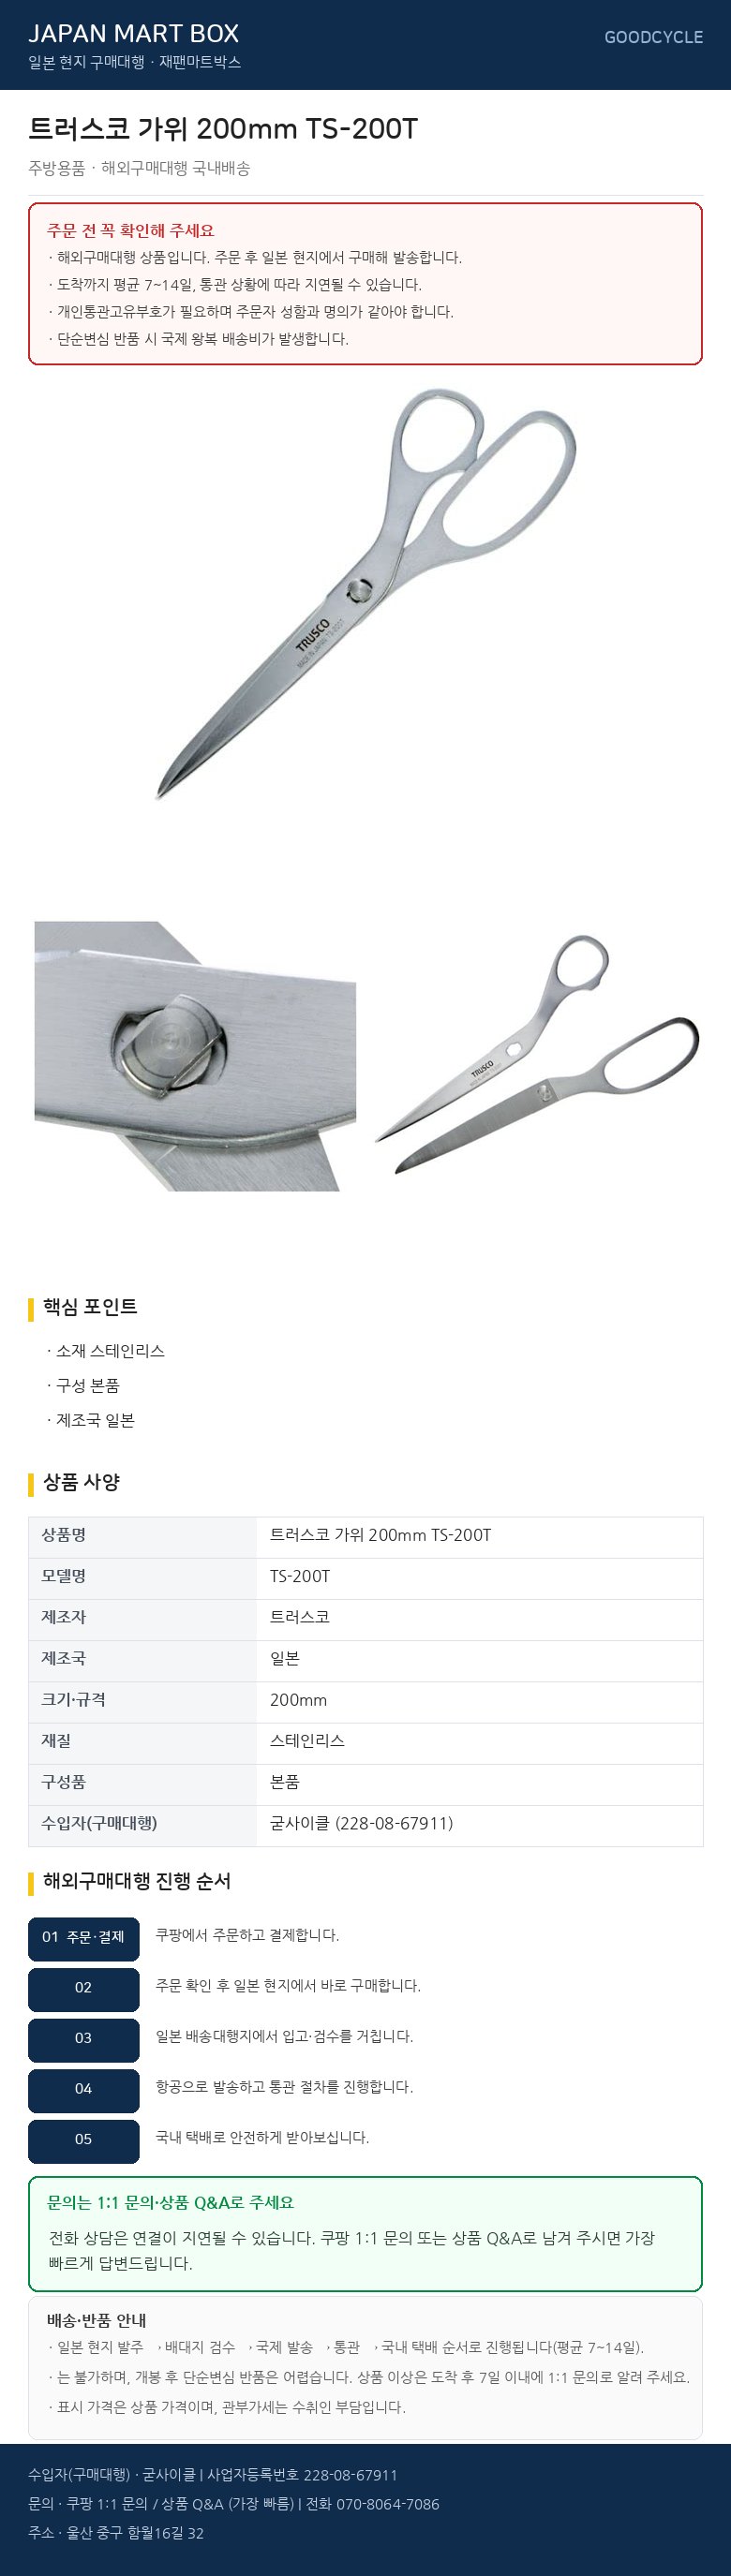 JAPAN MART BOX
GOODCYCLE
일본 현지 구매대행 · 재팬마트박스
트러스코 가위 200mm TS-200T
주방용품 · 해외구매대행 국내배송
주문 전 꼭 확인해 주세요
· 해외구매대행 상품입니다. 주문 후 일본 현지에서 구매해 발송합니다.
· 도착까지 평균 7~14일, 통관 상황에 따라 지연될 수 있습니다.
· 개인통관고유부호가 필요하며 주문자 성함과 명의가 같아야 합니다.
· 단순변심 반품 시 국제 왕복 배송비가 발생합니다.
TRUSCO
MADE IN JAPAN TS-200T
TRUSCO
핵심 포인트
· 소재 스테인리스
· 구성 본품
· 제조국 일본
상품 사양
상품명 트러스코 가위 200mm TS-200T
모델명 TS-200T
제조자 트러스코
제조국 일본
크기·규격 200mm
재질 스테인리스
구성품 본품
수입자(구매대행) 굳사이클 (228-08-67911)
해외구매대행 진행 순서
01 주문·결제 쿠팡에서 주문하고 결제합니다.
02 주문 확인 후 일본 현지에서 바로 구매합니다.
03 일본 배송대행지에서 입고·검수를 거칩니다.
04 항공으로 발송하고 통관 절차를 진행합니다.
05 국내 택배로 안전하게 받아보십니다.
문의는 1:1 문의·상품 Q&A로 주세요
전화 상담은 연결이 지연될 수 있습니다. 쿠팡 1:1 문의 또는 상품 Q&A로 남겨 주시면 가장
빠르게 답변드립니다.
배송·반품 안내
· 일본 현지 발주 › 배대지 검수 › 국제 발송 › 통관 › 국내 택배 순서로 진행됩니다(평균 7~14일).
· 는 불가하며, 개봉 후 단순변심 반품은 어렵습니다. 상품 이상은 도착 후 7일 이내에 1:1 문의로 알려 주세요.
· 표시 가격은 상품 가격이며, 관부가세는 수취인 부담입니다.
수입자(구매대행) · 굳사이클 | 사업자등록번호 228-08-67911
문의 · 쿠팡 1:1 문의 / 상품 Q&A (가장 빠름) | 전화 070-8064-7086
주소 · 울산 중구 함월16길 32